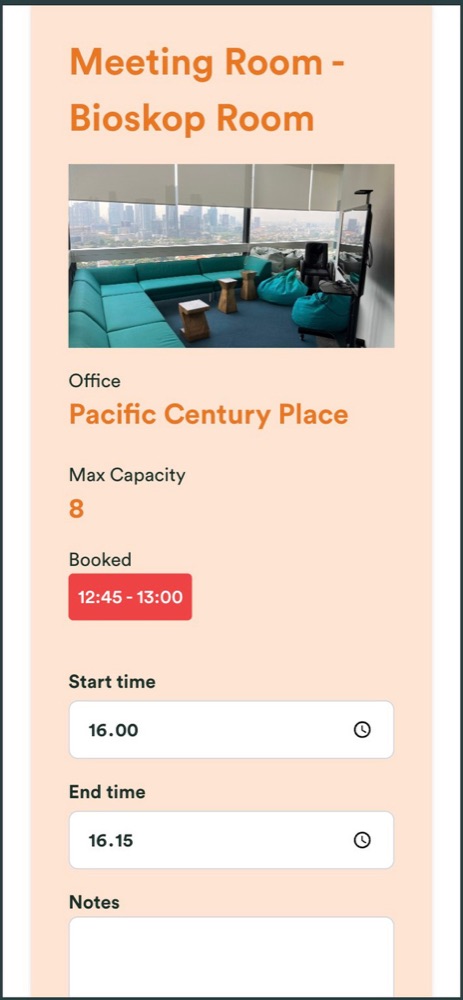 Meeting Room -
Bioskop Room
Office
Pacific Century Place
Max Capacity
8
Booked
12:45 - 13:00
Start time
16.00
End time
16.15
Notes